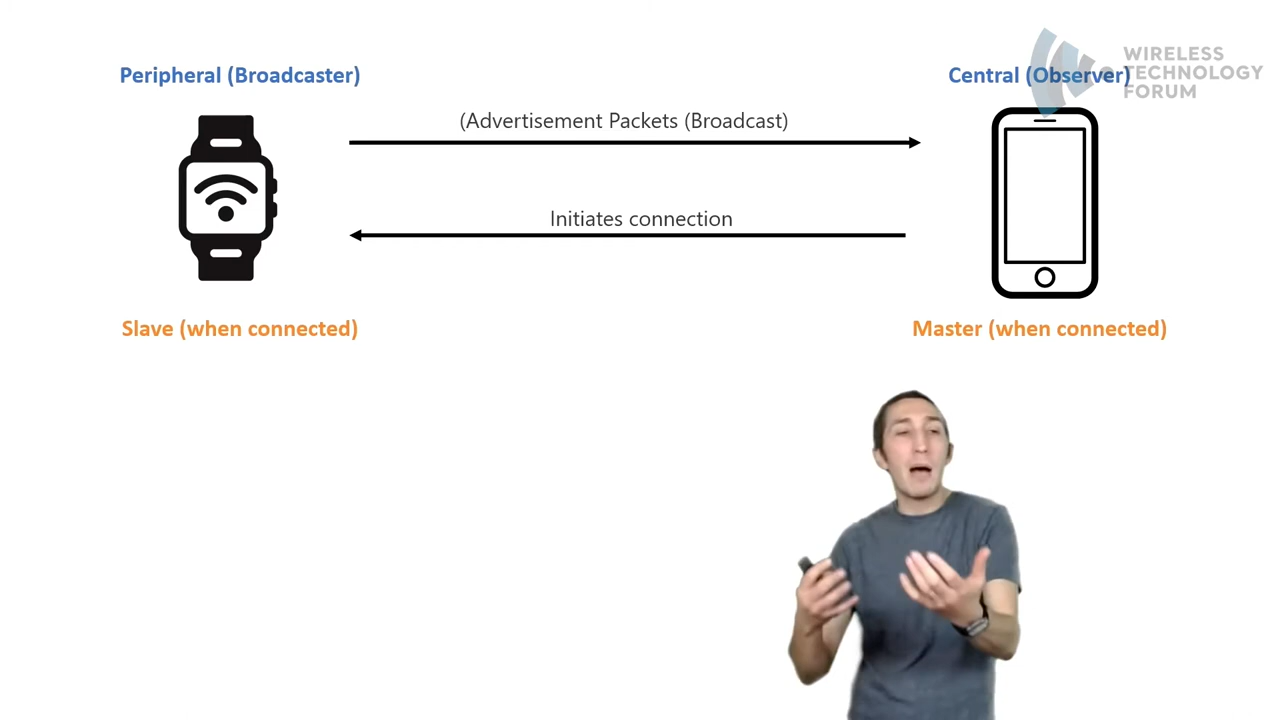 Peripheral (Broadcaster)
Central (Observer)
WIRELESS
TECHNOLOGY
FORUM
(Advertisement Packets (Broadcast)
Initiates connection
Slave (when connected)
Master (when connected)